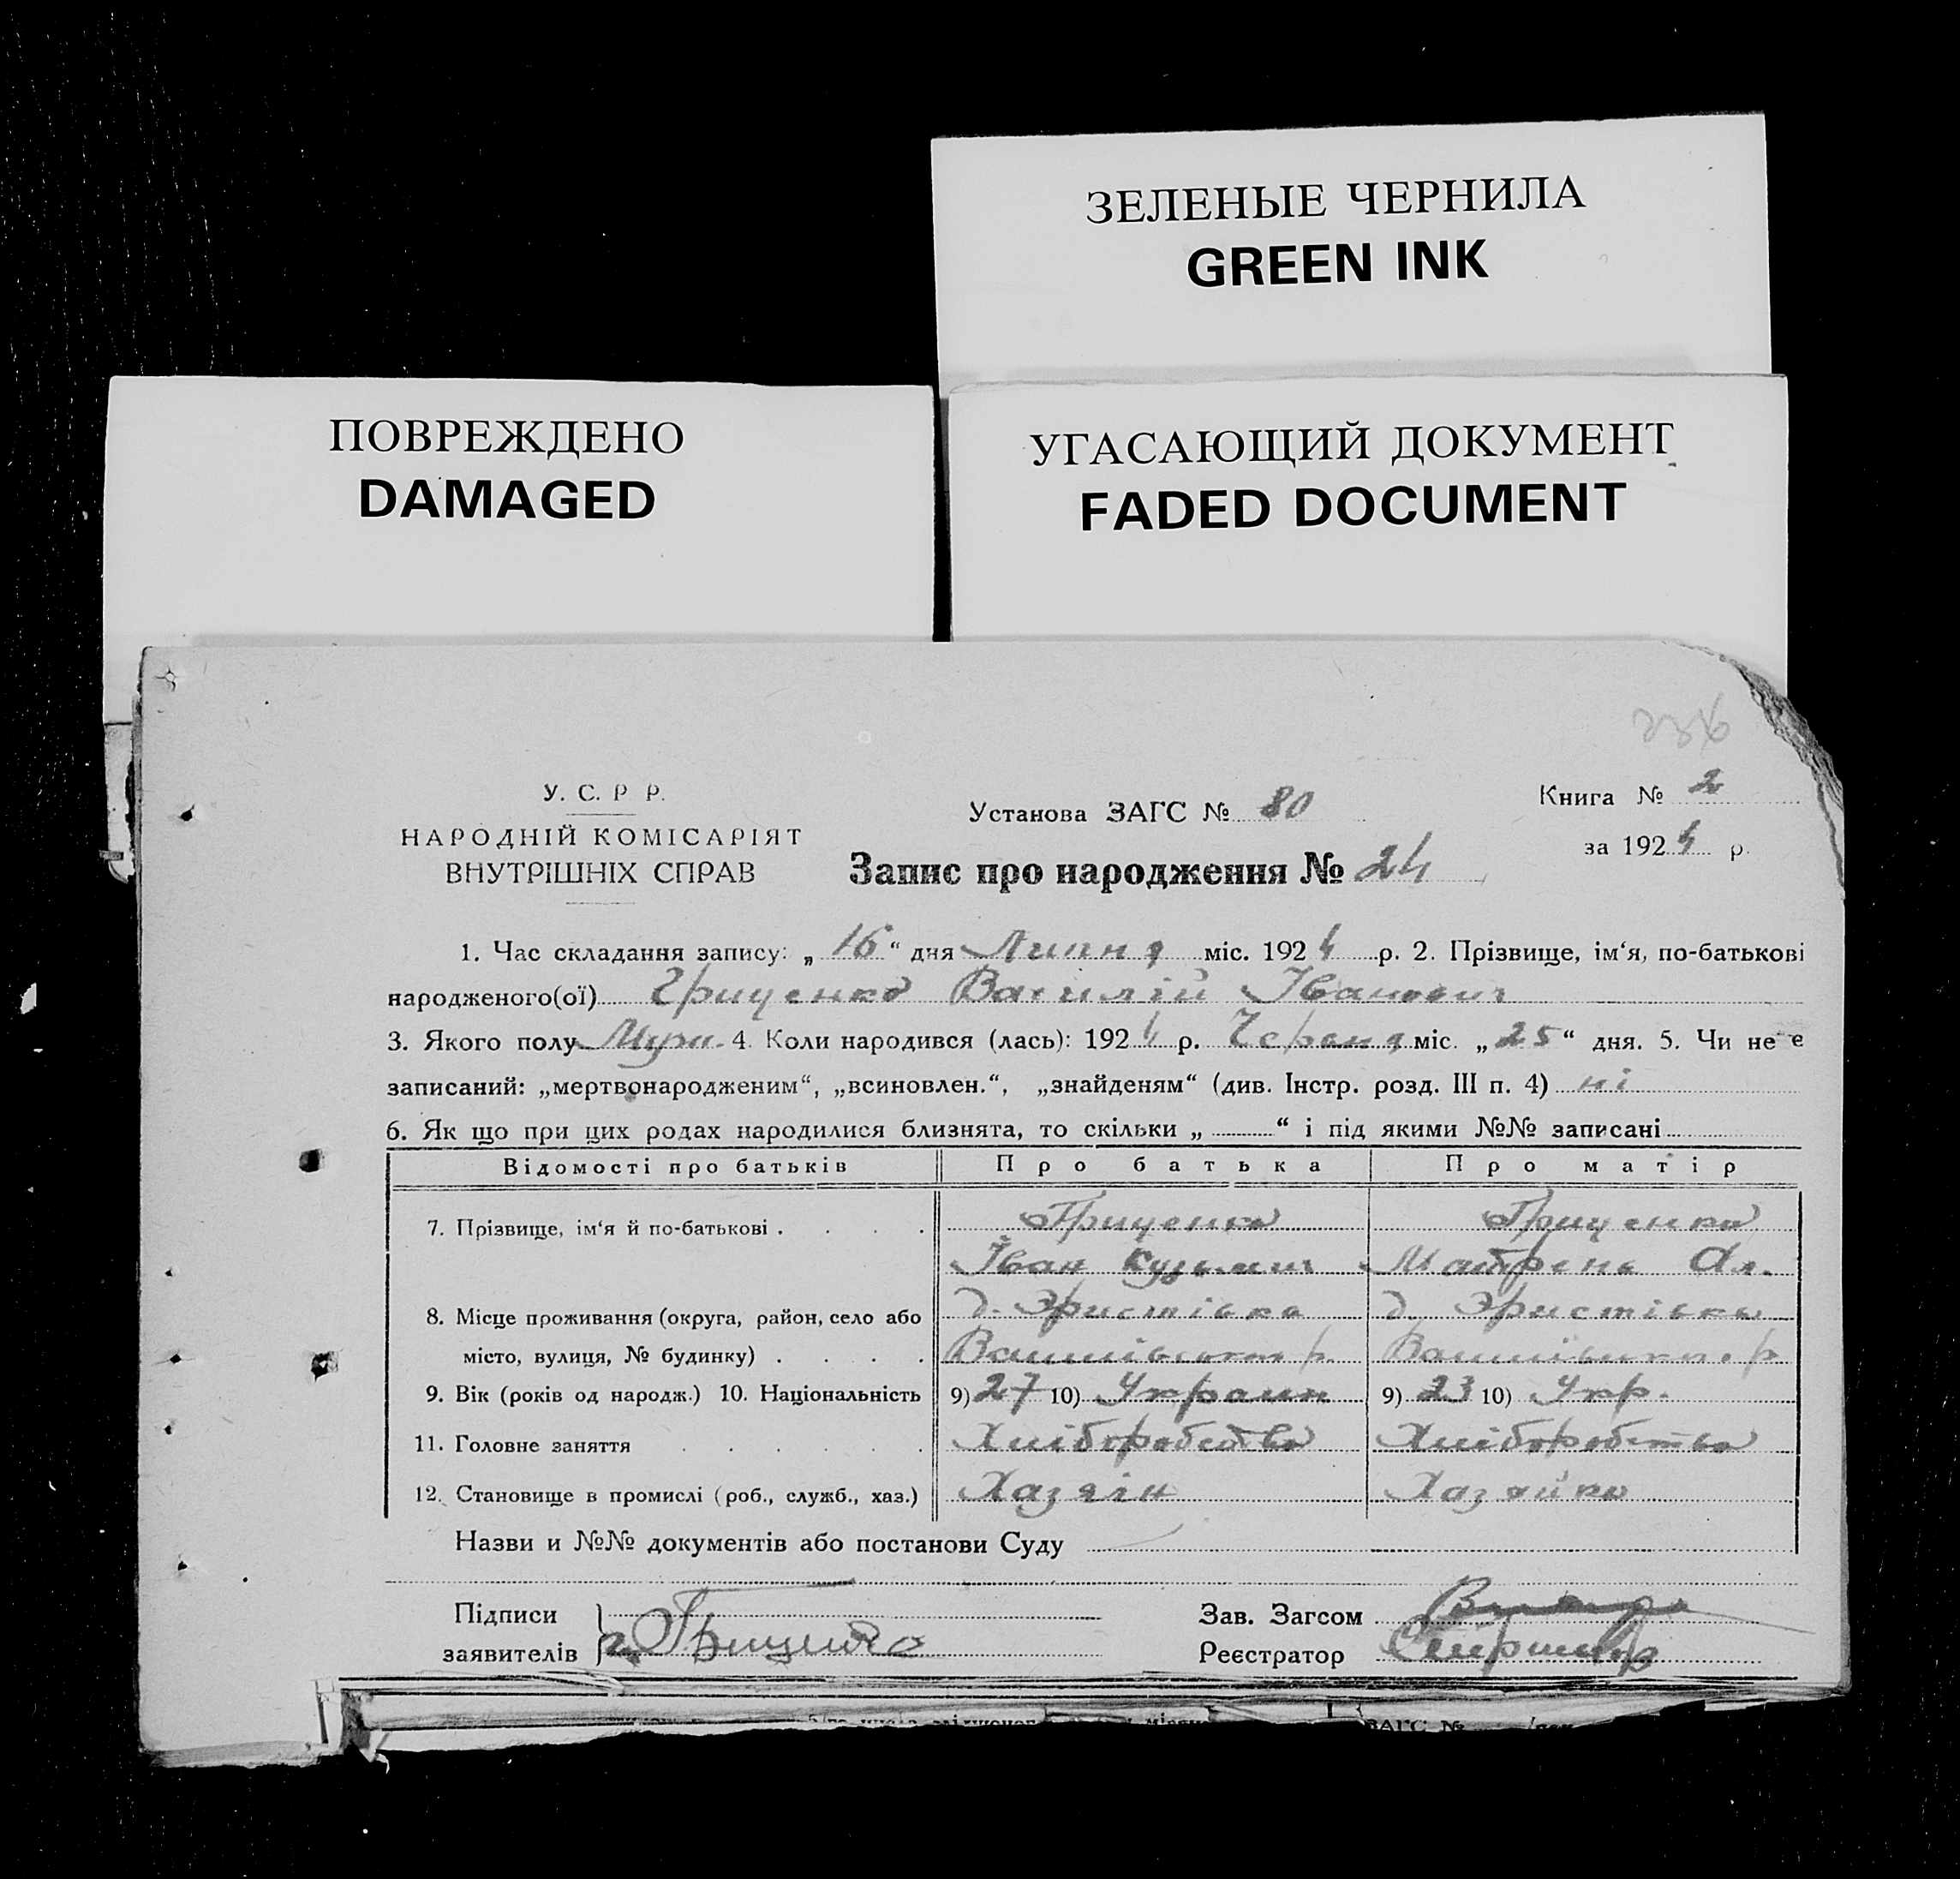 ЗЕЛЕНЫЕ ЧЕРНИЛА
GREEN INK
ПОВРЕЖДЕНО
DAMAGED
УГАСАЮЩИЙ ДОКУМЕНТ
FADED DOCUMENT
У. С. Р Р.
НАРОДНІЙ КОМІСАРІЯТ
ВНУТРІШНІХ СПРАВ
Установа ЗАГС № 80
Запис про народження № 24
Книга № 2
за 1924 р.
1. Час складання запису: „ 16 “ дня Липня міс. 1924 р. 2. Прізвище, ім‘я, по-батькові
народженого(ої) Гриценко Василій Іванович
3. Якого полу Муж. 4. Коли народився (лась): 1924 р. Червня міс. „ 25 “ дня. 5. Чи не є
записаний: „мертвонародженим“, „всиновлен.“, „знайденям“ (див. Інстр. розд. III п. 4) ні
6. Як що при цих родах народилися близнята, то скільки „ “ і під якими №№ записані
Відомості про батьків Про батька Про матір
7. Прізвище, ім‘я й по-батькові Гриценко Гриценко
Іван Кузьмич Мотрень Ол.
8. Місце проживання (округа, район, село або д. Эристівка д. Эристівка
місто, вулиця, № будинку) р. р
9. Вік (років од народж.) 10. Національність 9) 27 10) Украин 9) 23 10) Укр.
11. Головне заняття Хліборобство Хліборобство
12. Становище в промислі (роб., служб., хаз.) Хазяїн Хазяйка
Назви и №№ документів або постанови Суду
Підписи
заявителів Гриценко
Зав. Загсом
Реєстратор
ЗАГС №